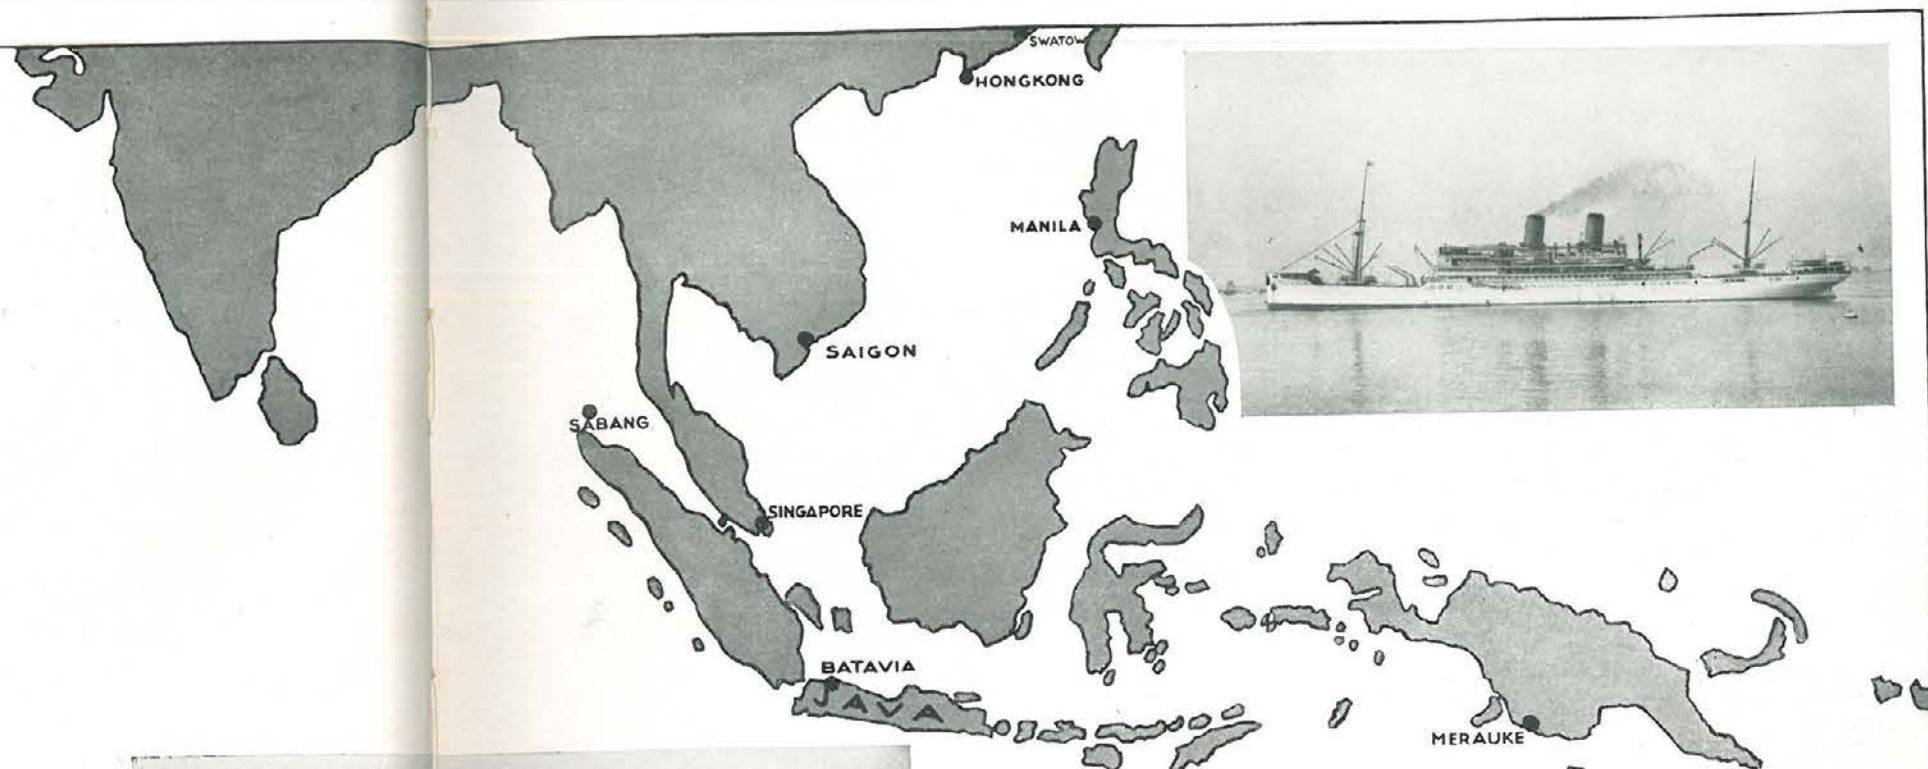 SWATOW
HONGKONG
MANILA
SAIGON
SABANG
SINGAPORE
BATAVIA
JAVA
MERAUKE